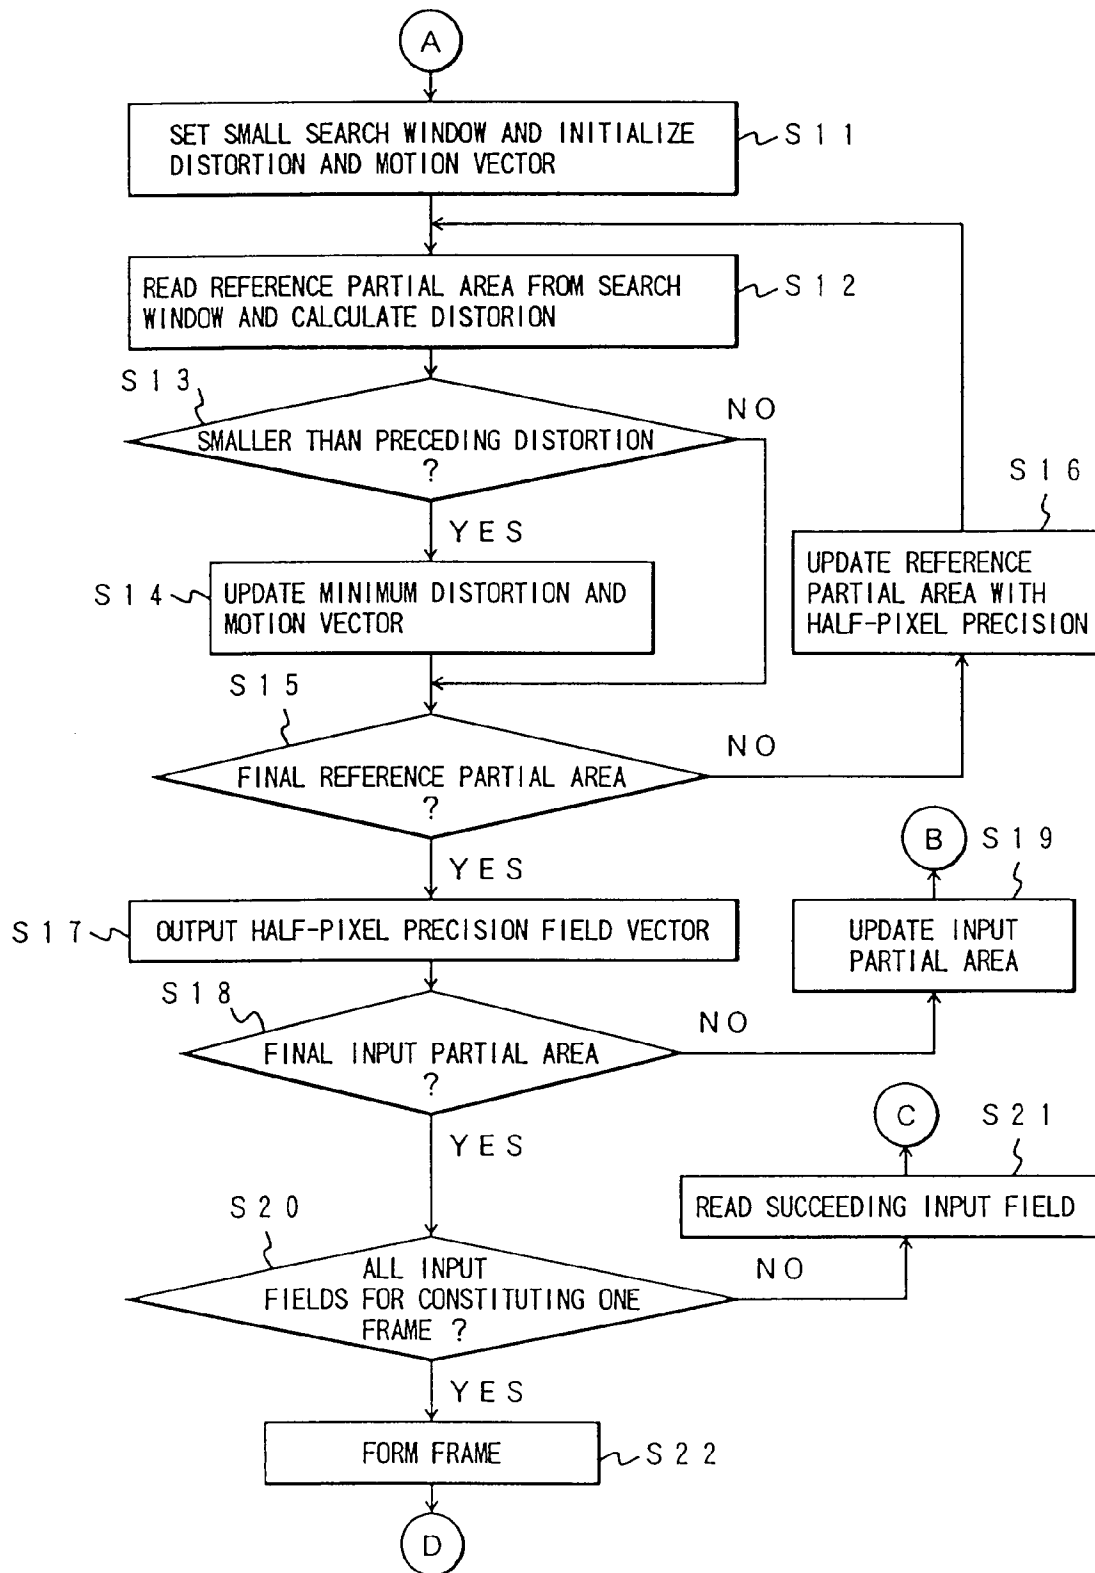 A
SET SMALL SEARCH WINDOW AND INITIALIZE
DISTORTION AND MOTION VECTOR
S11
READ REFERENCE PARTIAL AREA FROM SEARCH
WINDOW AND CALCULATE DISTORION
S12
S13
SMALLER THAN PRECEDING DISTORTION
?
NO
YES
S14
UPDATE MINIMUM DISTORTION AND
MOTION VECTOR
S16
UPDATE REFERENCE
PARTIAL AREA WITH
HALF-PIXEL PRECISION
S15
FINAL REFERENCE PARTIAL AREA
?
NO
YES
S17
OUTPUT HALF-PIXEL PRECISION FIELD VECTOR
B
S19
UPDATE INPUT
PARTIAL AREA
S18
FINAL INPUT PARTIAL AREA
?
NO
YES
C
S21
READ SUCCEEDING INPUT FIELD
S20
ALL INPUT
FIELDS FOR CONSTITUTING ONE
FRAME ?
NO
YES
FORM FRAME
S22
D